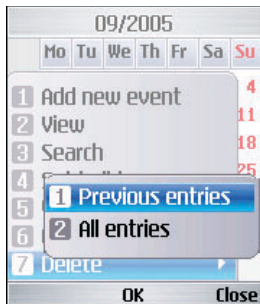 09/2005
Mo Tu We Th Fr Sa Su
4
1 Add new event
11
2 View
3 Search
18
4
25
1 Previous entries
5
2 All entries
6
7 Delete
OK Close